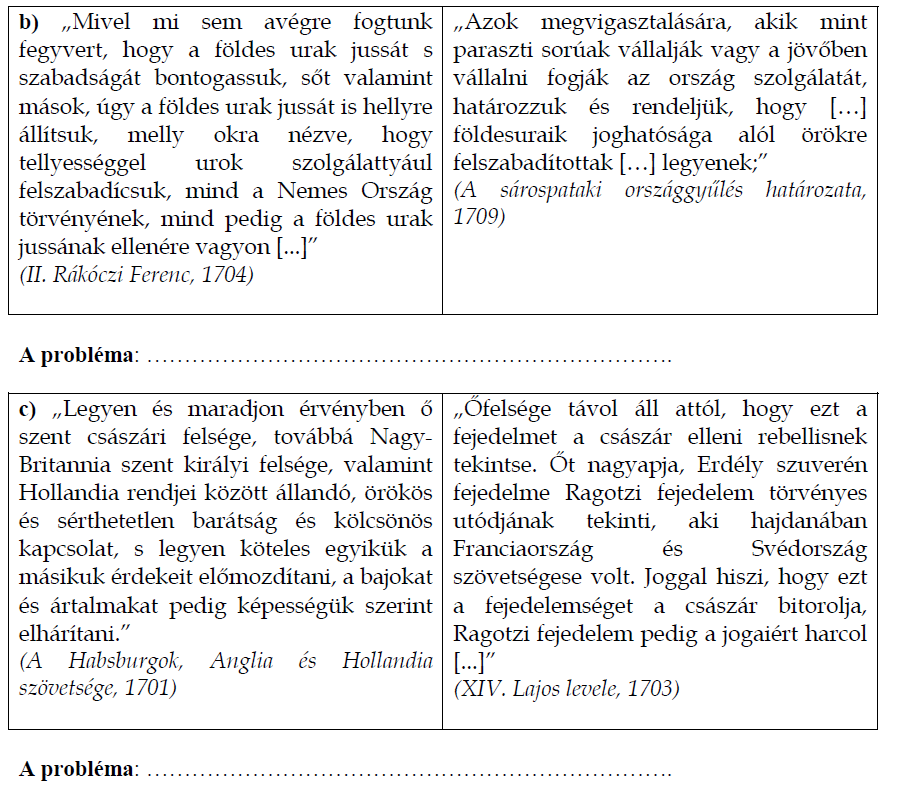 b) „Mivel mi sem avégre fogtunk
fegyvert, hogy a földes urak jussát s
szabadságát bontogassuk, sőt valamint
mások, úgy a földes urak jussát is hellyre
állítsuk, melly okra nézve, hogy
tellyességgel urok szolgálattyául
felszabadícsuk, mind a Nemes Ország
törvényének, mind pedig a földes urak
jussának ellenére vagyon [...]”
(II. Rákóczi Ferenc, 1704)
„Azok megvigasztalására, akik mint
paraszti sorúak vállalják vagy a jövőben
vállalni fogják az ország szolgálatát,
határozzuk és rendeljük, hogy […]
földesuraik joghatósága alól örökre
felszabadítottak […] legyenek;”
(A sárospataki országgyűlés határozata,
1709)
A probléma: …………………………………………………………….
c) „Legyen és maradjon érvényben ő
szent császári felsége, továbbá Nagy-
Britannia szent királyi felsége, valamint
Hollandia rendjei között állandó, örökös
és sérthetetlen barátság és kölcsönös
kapcsolat, s legyen köteles egyikük a
másikuk érdekeit előmozdítani, a bajokat
és ártalmakat pedig képességük szerint
elhárítani.”
(A Habsburgok, Anglia és Hollandia
szövetsége, 1701)
„Őfelsége távol áll attól, hogy ezt a
fejedelmet a császár elleni rebellisnek
tekintse. Őt nagyapja, Erdély szuverén
fejedelme Ragotzi fejedelem törvényes
utódjának tekinti, aki hajdanában
Franciaország és Svédország
szövetségese volt. Joggal hiszi, hogy ezt
a fejedelemséget a császár bitorolja,
Ragotzi fejedelem pedig a jogaiért harcol
[...]”
(XIV. Lajos levele, 1703)
A probléma: …………………………………………………………….